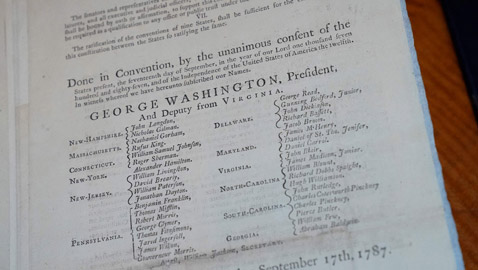 The Senators and Representatives
and all executive and judicial officers
shall be bound by oath or affirmation, to support this
be required as a qualification to any office or public trust under
VII.
The ratification of the conventions of nine States, shall be sufficient for the
this constitution between the States so ratifying the same.
Done in Convention, by the unanimous consent of the
States present, the seventeenth day of September, in the year of our Lord one thousand seven
hundred and eighty-seven, and of the Independence of the United States of America the twelfth.
In witness whereof we have hereunto subscribed our Names.
GEORGE WASHINGTON, President,
And Deputy from VIRGINIA.
NEW-HAMPSHIRE. John Langdon,
Nicholas Gilman.
MASSACHUSETTS. Nathaniel Gorham,
Rufus King.
CONNECTICUT. William Samuel Johnson,
Roger Sherman.
NEW-YORK. Alexander Hamilton.
NEW-JERSEY. William Livingston,
David Brearly,
William Paterson,
Jonathan Dayton.
PENNSYLVANIA. Benjamin Franklin,
Thomas Mifflin,
Robert Morris,
George Clymer,
Thomas Fitzsimons,
Jared Ingersoll,
James Wilson,
Gouverneur Morris.
DELAWARE. George Read,
Gunning Bedford, Junior,
John Dickinson,
Richard Bassett,
Jacob Broom.
MARYLAND. James M'Henry,
Daniel of St. Tho. Jenifer,
Daniel Carrol.
VIRGINIA. John Blair,
James Madison, Junior.
NORTH-CAROLINA. William Blount,
Richard Dobbs Spaight,
Hugh Williamson.
SOUTH-CAROLINA. John Rutledge,
Charles Cotesworth Pinckney,
Charles Pinckney,
Pierce Butler.
GEORGIA. William Few,
Abraham Baldwin.
Attest, William Jackson, SECRETARY.
September 17th, 1787.